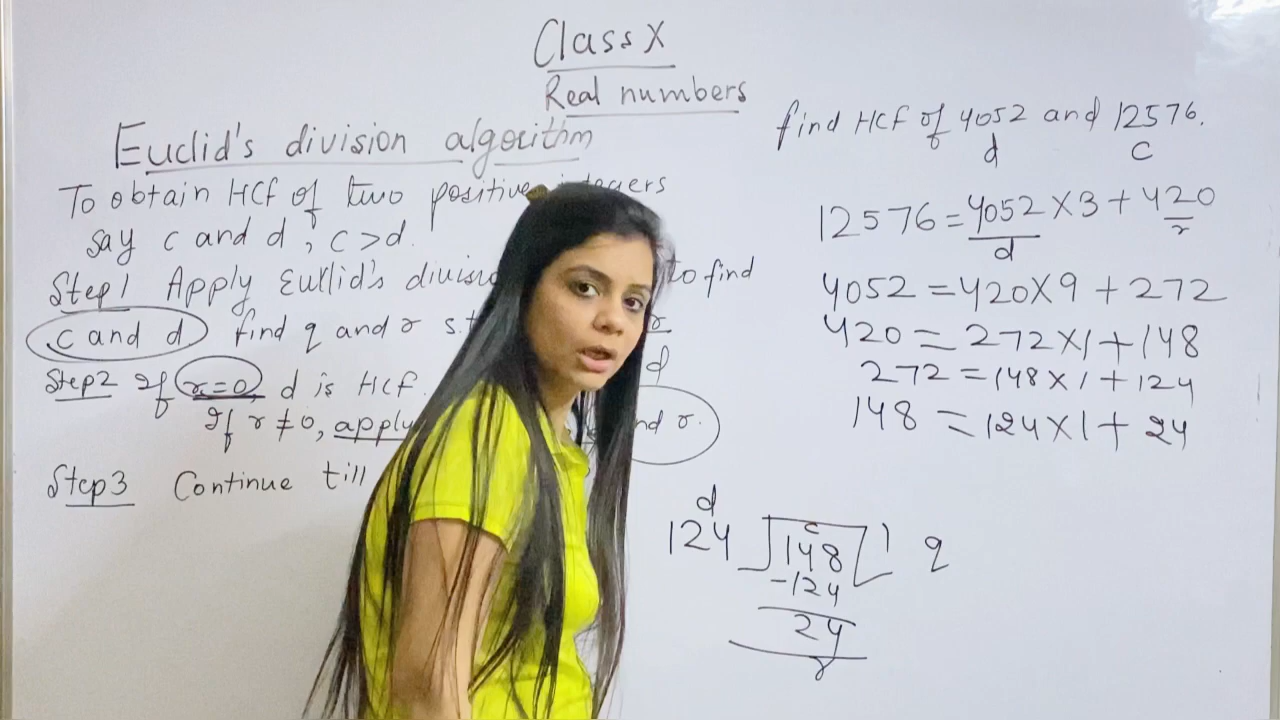 Class X
Real numbers
Euclid's division algorithm
To obtain HCF of two positive
say c and d, c > d.
Step1 Apply Euclid's to find
c and d find q and r s.t r
d
Step2 If r=0, d is HCF.
If r ≠ 0, apply r.
Step3 Continue till
find HCF of 4052 and 12576.
d c
12576 = 4052 × 3 + 420
d r
4052 = 420 × 9 + 272
420 = 272 × 1 + 148
272 = 148 × 1 + 124
148 = 124 × 1 + 24
d c
124 148 1 q
-124
24
r